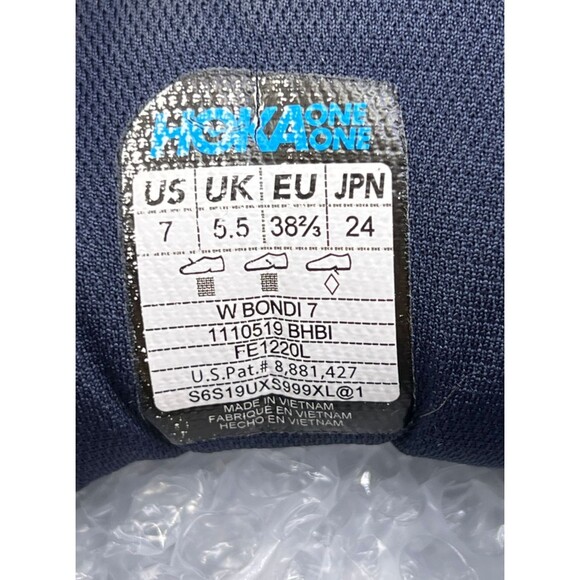 HOKA ONE ONE
US UK EU JPN
7 5.5 38⅔ 24
W BONDI 7
1110519 BHBI
FE1220L
U.S.Pat.# 8,881,427
S6S19UXS999XL@1
MADE IN VIETNAM
FABRIQUÉ EN VIETNAM
HECHO EN VIETNAM